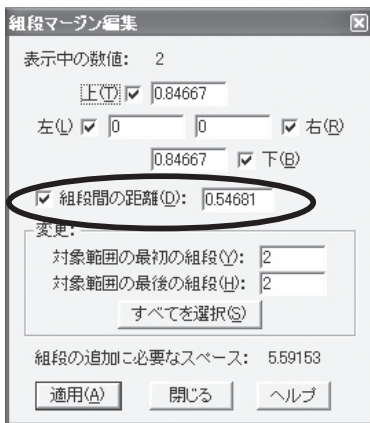 組段マージン編集
表示中の数値: 2
上(T) 0.84667
左(L) 0 0 右(R)
0.84667 下(B)
組段間の距離(D): 0.54681
変更:
対象範囲の最初の組段(Y): 2
対象範囲の最後の組段(H): 2
すべてを選択(S)
組段の追加に必要なスペース: 5.59153
適用(A) 閉じる ヘルプ